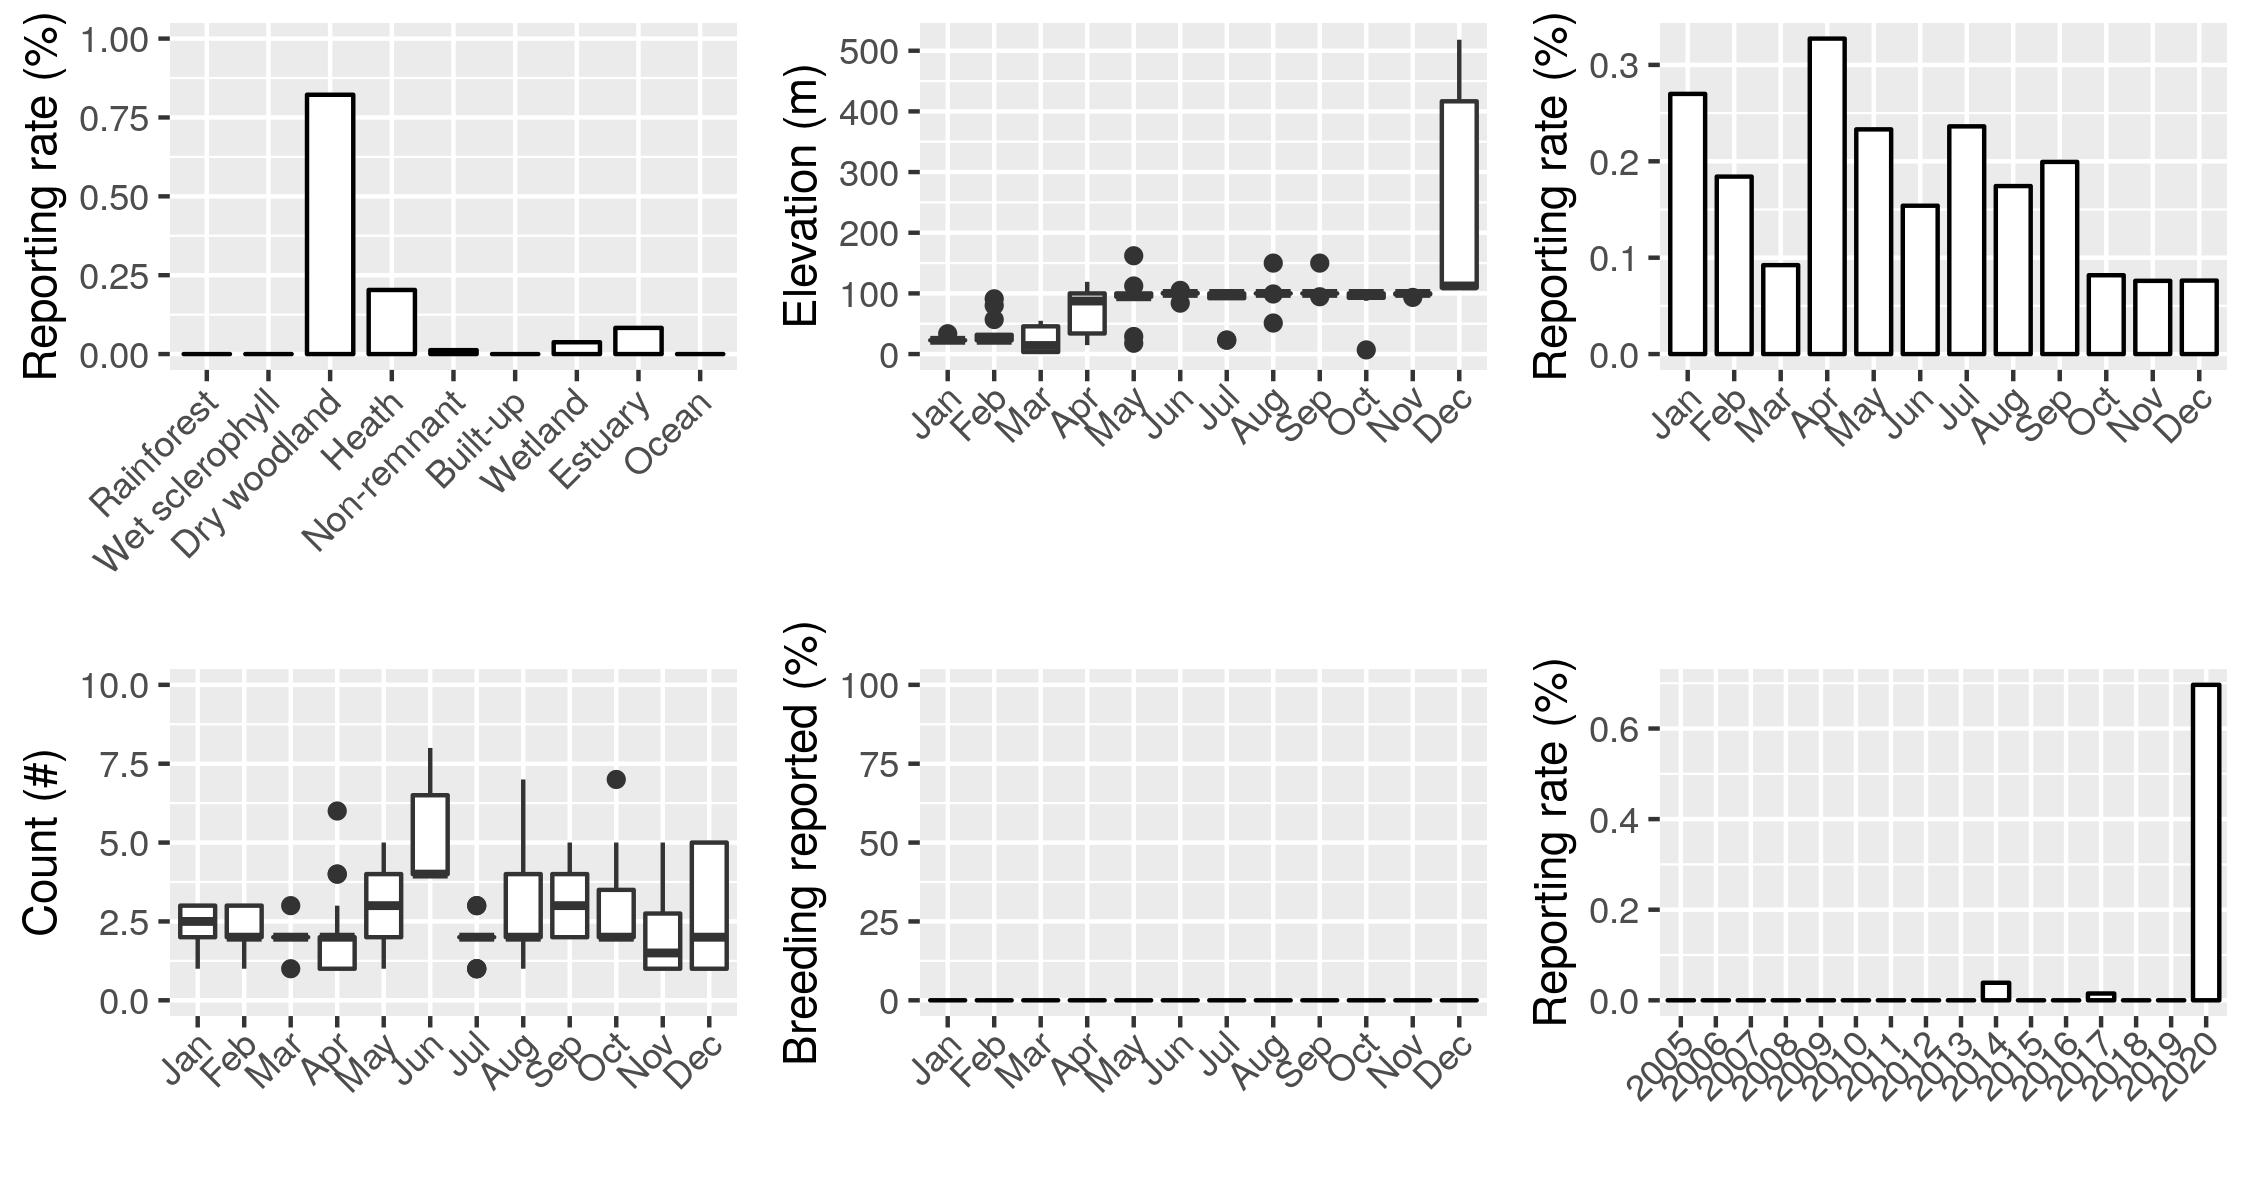 Reporting rate (%)
1.00
0.75
0.50
0.25
0.00
Rainforest
Wet sclerophyll
Dry woodland
Heath
Non-remnant
Built-up
Wetland
Estuary
Ocean
Elevation (m)
500
400
300
200
100
0
Jan
Feb
Mar
Apr
May
Jun
Jul
Aug
Sep
Oct
Nov
Dec
Reporting rate (%)
0.3
0.2
0.1
0.0
Jan
Feb
Mar
Apr
May
Jun
Jul
Aug
Sep
Oct
Nov
Dec
Count (#)
10.0
7.5
5.0
2.5
0.0
Jan
Feb
Mar
Apr
May
Jun
Jul
Aug
Sep
Oct
Nov
Dec
Breeding reported (%)
100
75
50
25
0
Jan
Feb
Mar
Apr
May
Jun
Jul
Aug
Sep
Oct
Nov
Dec
Reporting rate (%)
0.6
0.4
0.2
0.0
2005
2006
2007
2008
2009
2010
2011
2012
2013
2014
2015
2016
2017
2018
2019
2020